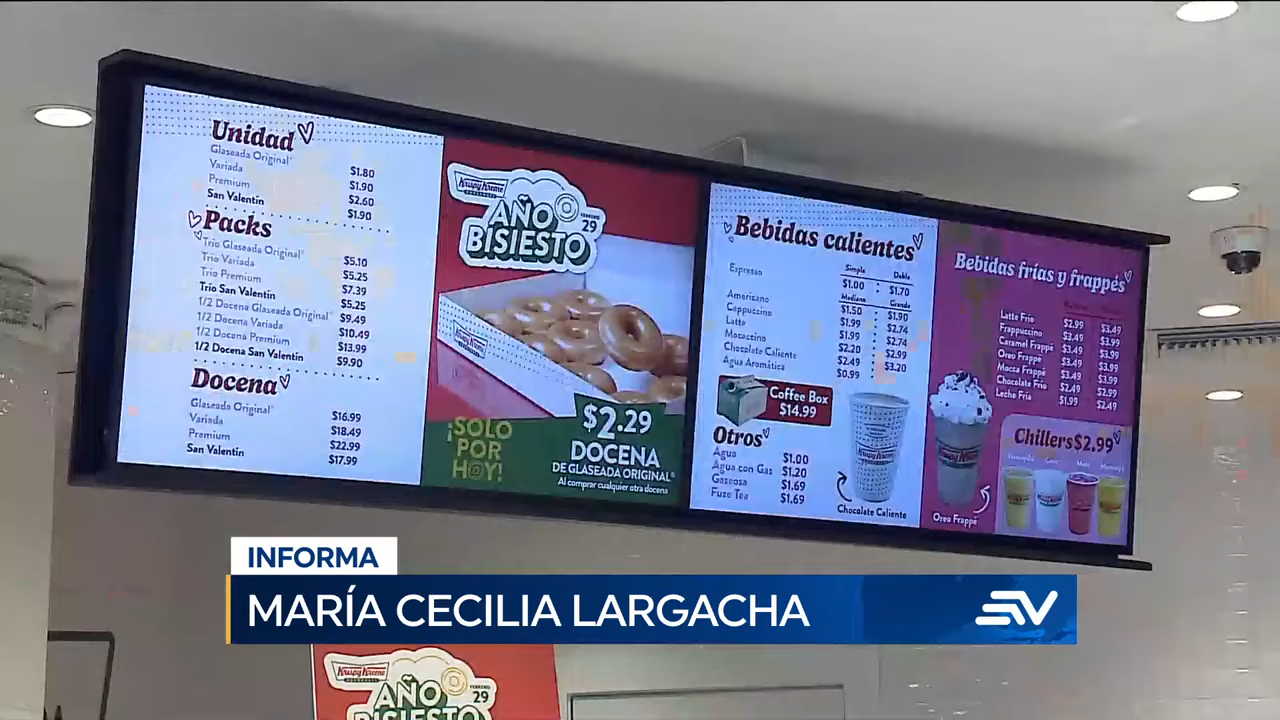 Unidad
Glaseada Original $1.80
Variada $1.90
Premium $2.60
San Valentín $1.90
Packs
Trío Glaseada Original $5.10
Trío Variada $5.25
Trío Premium $7.39
Trío San Valentín $5.25
1/2 Docena Glaseada Original $9.49
1/2 Docena Variada $10.49
1/2 Docena Premium $13.99
1/2 Docena San Valentín $9.90
Docena
Glaseada Original $16.99
Variada $18.49
Premium $22.99
San Valentín $17.99
Krispy Kreme
DOUGHNUTS
AÑO
BISIESTO
FEBRERO
29
¡SOLO
POR
HOY!
$2.29
DOCENA
DE GLASEADA ORIGINAL®
Al comprar cualquier otra docena
Bebidas calientes
Simple Doble
Espresso $1.00 $1.70
Mediano Grande
Americano $1.50 $1.90
Cappuccino $1.99 $2.74
Latte $1.99 $2.74
Mocaccino $2.20 $2.99
Chocolate Caliente $2.49 $3.20
Agua Aromática $0.99
Coffee Box
$14.99
Otros
Agua $1.00
Agua con Gas $1.20
Gaseosa $1.69
Fuze Tea $1.69
Krispy Kreme
Chocolate Caliente
Bebidas frías y frappés
Latte Frío $2.99 $3.49
Frappuccino $3.49 $3.99
Caramel Frappé $3.49 $3.99
Oreo Frappé $3.49 $3.99
Mocca Frappé $3.49 $3.99
Chocolate Frío $2.49 $2.99
Leche Fría $1.99 $2.49
Krispy Kreme
Oreo Frappé
Chillers $2.99
INFORMA
MARÍA CECILIA LARGACHA
Krispy Kreme
DOUGHNUTS
AÑO
BISIESTO
FEBRERO
29